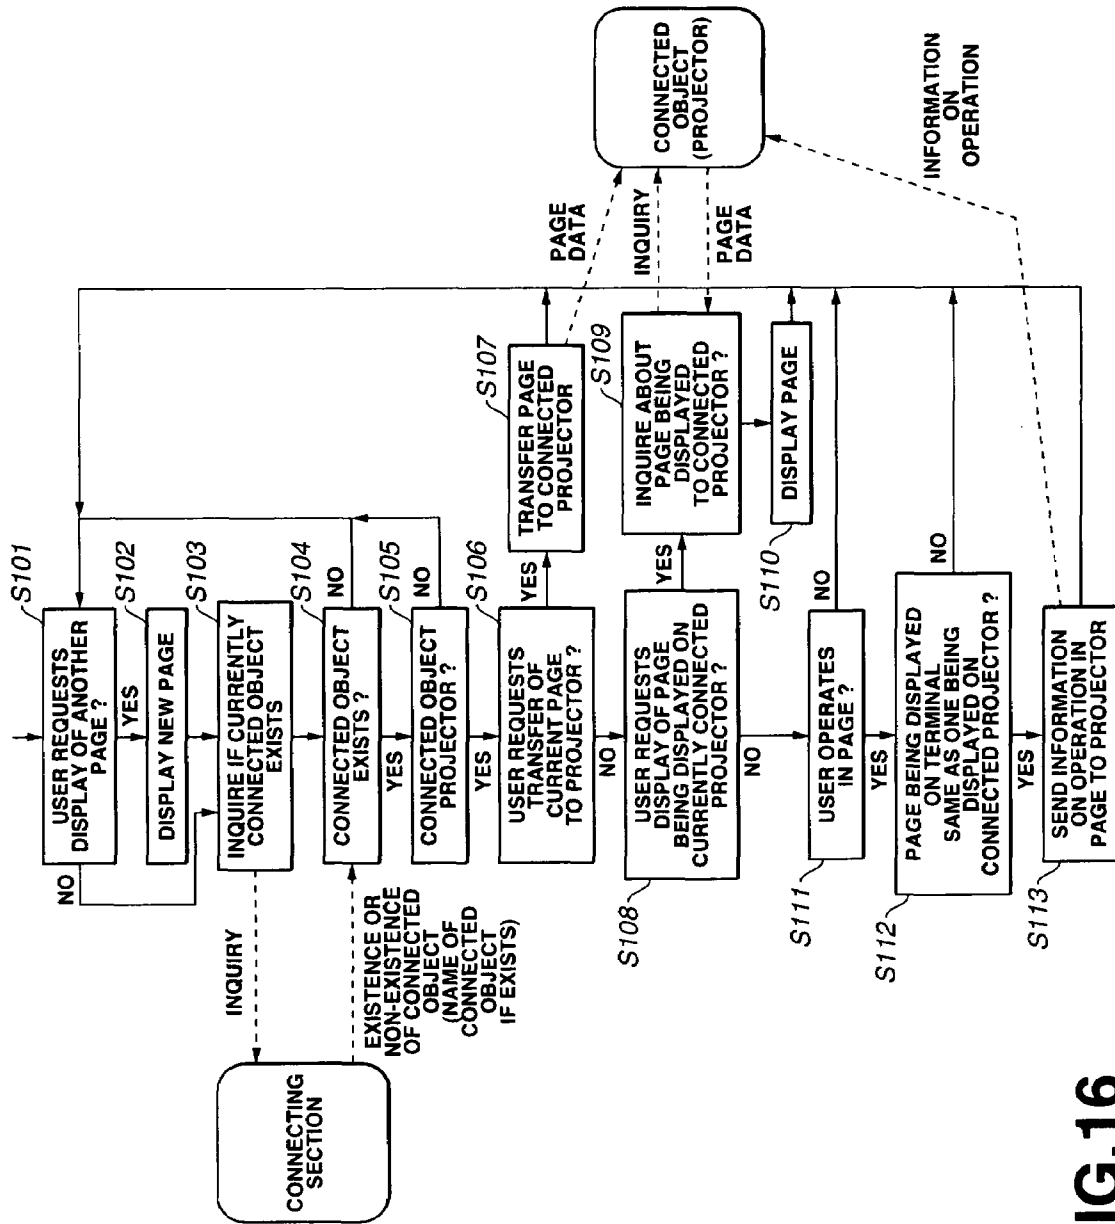 S101
USER REQUESTS
DISPLAY OF ANOTHER
PAGE ?
NO
YES
S102
DISPLAY NEW PAGE
S103
INQUIRE IF CURRENTLY
CONNECTED OBJECT
EXISTS
INQUIRY
CONNECTING
SECTION
EXISTENCE OR
NON-EXISTENCE
OF CONNECTED
OBJECT
(NAME OF
CONNECTED
OBJECT
IF EXISTS)
S104
CONNECTED OBJECT
EXISTS ?
NO
YES
S105
CONNECTED OBJECT
PROJECTOR ?
NO
YES
S106
USER REQUESTS
TRANSFER OF
CURRENT PAGE
TO PROJECTOR ?
YES
NO
S107
TRANSFER PAGE
TO CONNECTED
PROJECTOR
PAGE
DATA
CONNECTED
OBJECT
(PROJECTOR)
S108
USER REQUESTS
DISPLAY OF PAGE
BEING DISPLAYED ON
CURRENTLY CONNECTED
PROJECTOR ?
YES
NO
S109
INQUIRE ABOUT
PAGE BEING
DISPLAYED
TO CONNECTED
PROJECTOR ?
INQUIRY
PAGE
DATA
S110
DISPLAY PAGE
S111
USER OPERATES
IN PAGE ?
NO
YES
S112
PAGE BEING DISPLAYED
ON TERMINAL
SAME AS ONE BEING
DISPLAYED ON
CONNECTED PROJECTOR ?
NO
YES
S113
SEND INFORMATION
ON OPERATION IN
PAGE TO PROJECTOR
INFORMATION
ON
OPERATION
IG.16